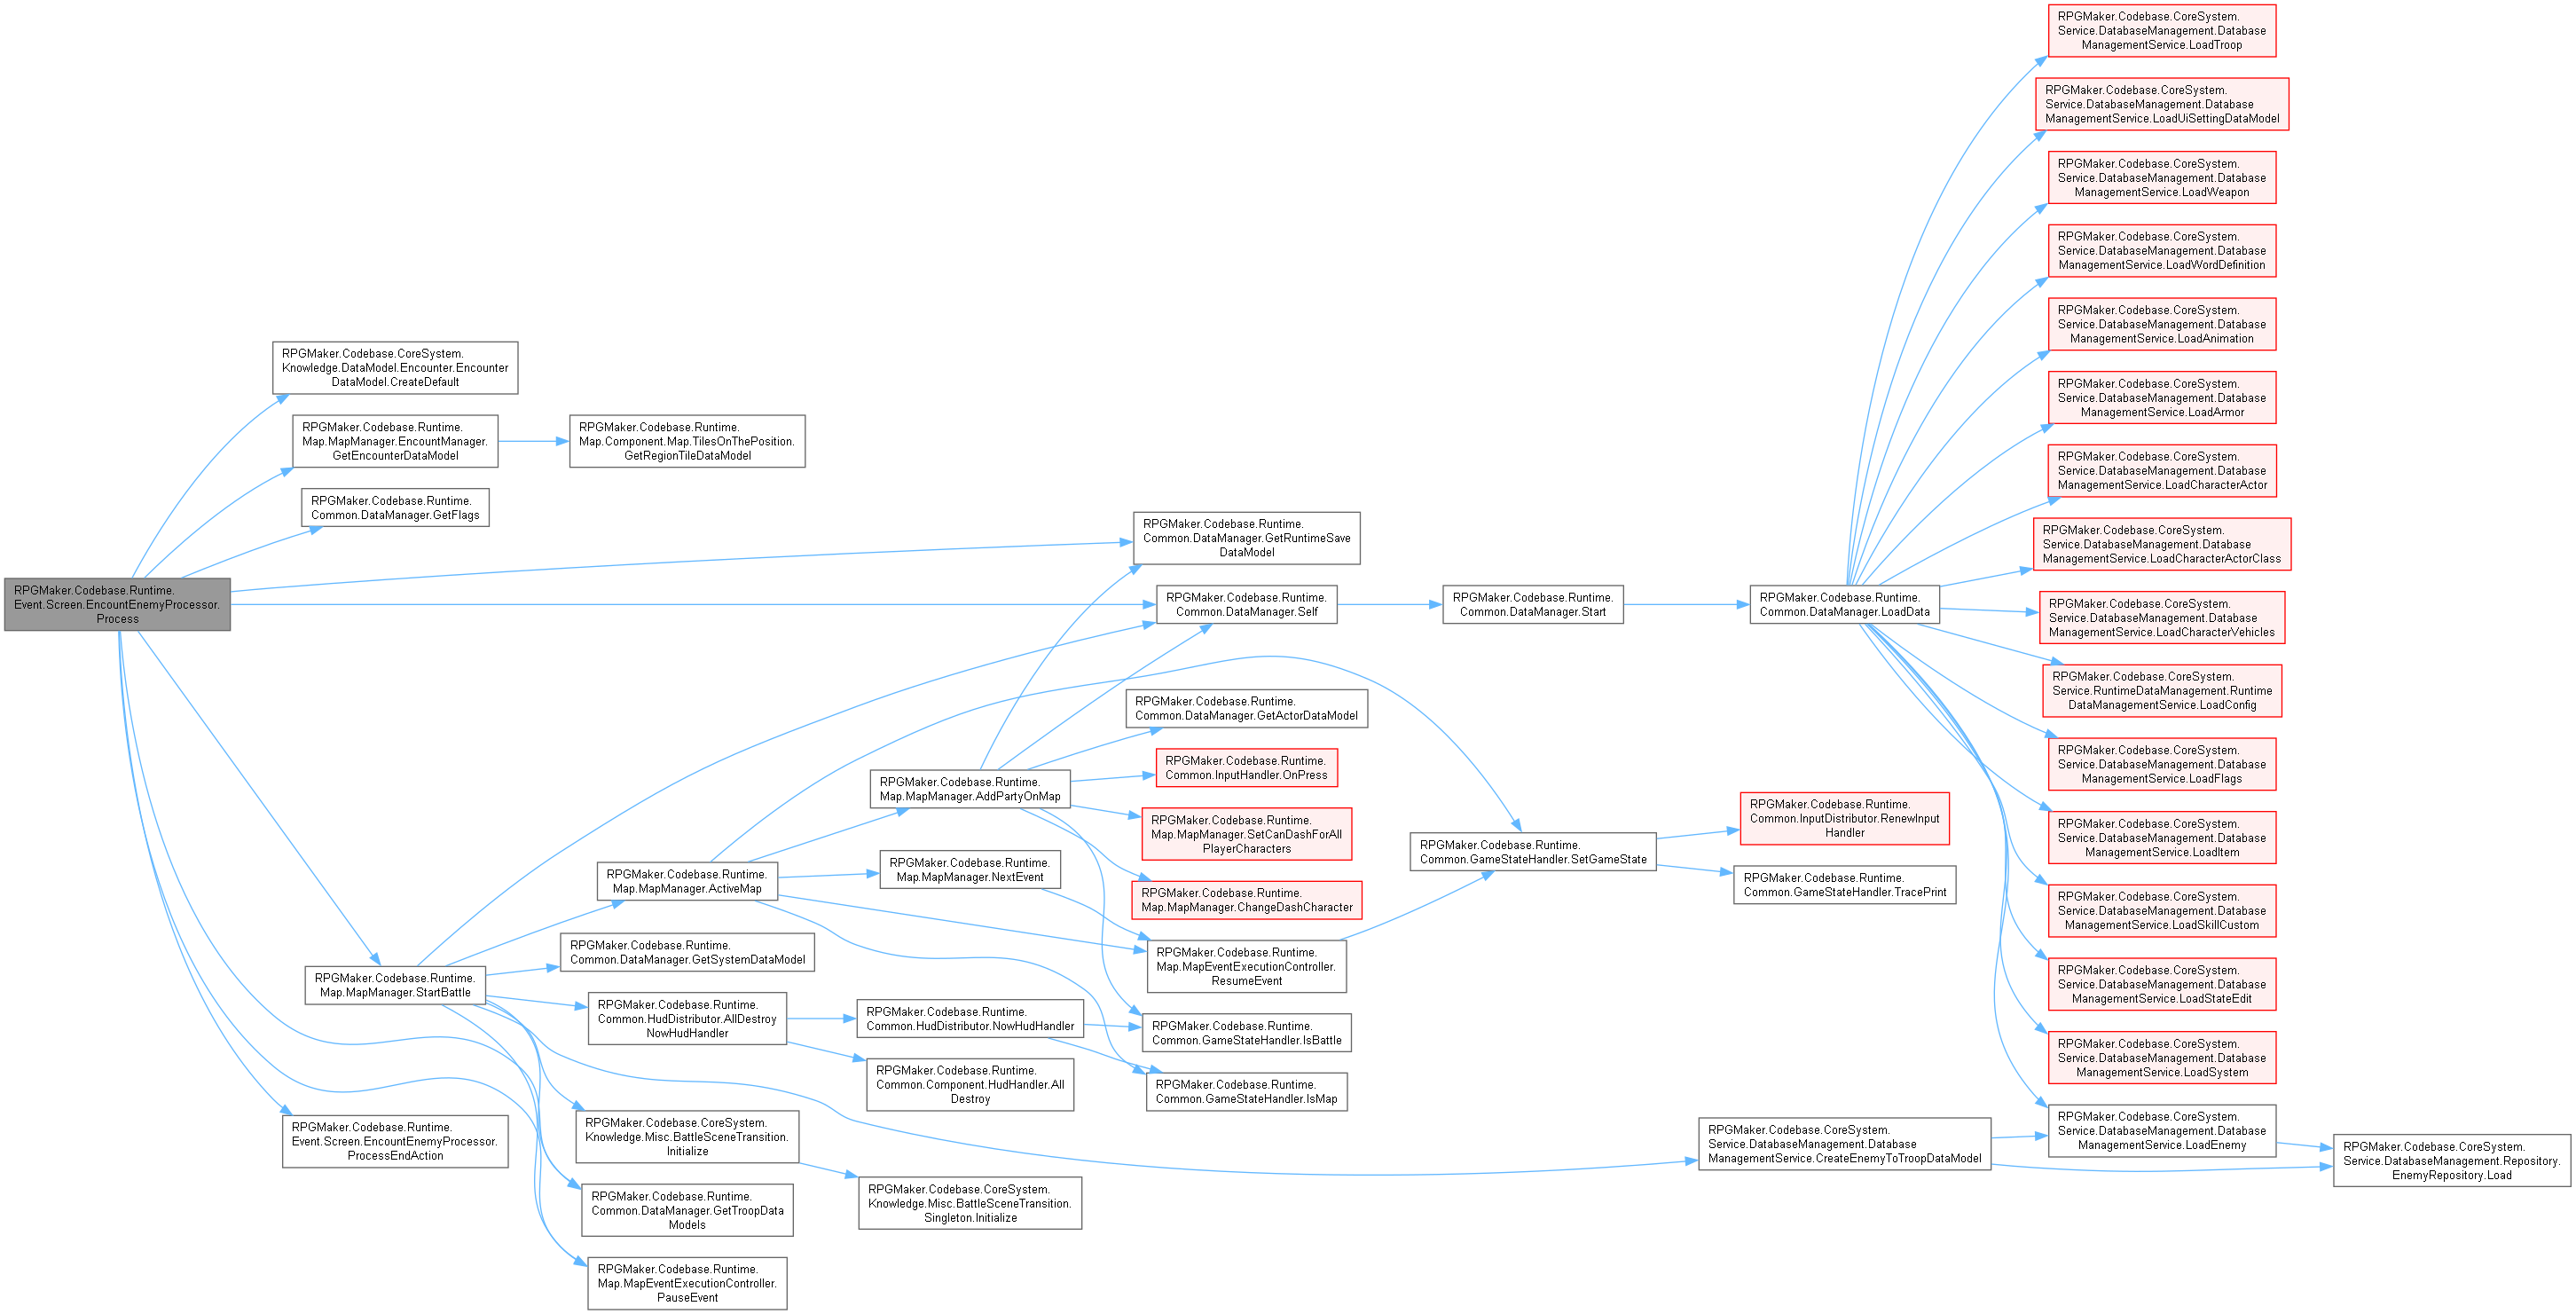 RPGMaker.Codebase.Runtime.
Event.Screen.EncountEnemyProcessor.
Process
RPGMaker.Codebase.CoreSystem.
Knowledge.DataModel.Encounter.Encounter
DataModel.CreateDefault
RPGMaker.Codebase.Runtime.
Map.MapManager.EncountManager.
GetEncounterDataModel
RPGMaker.Codebase.Runtime.
Map.Component.Map.TilesOnThePosition.
GetRegionTileDataModel
RPGMaker.Codebase.Runtime.
Common.DataManager.GetFlags
RPGMaker.Codebase.Runtime.
Common.DataManager.GetRuntimeSave
DataModel
RPGMaker.Codebase.Runtime.
Common.DataManager.Self
RPGMaker.Codebase.Runtime.
Common.DataManager.Start
RPGMaker.Codebase.Runtime.
Common.DataManager.LoadData
RPGMaker.Codebase.CoreSystem.
Service.DatabaseManagement.Database
ManagementService.LoadTroop
RPGMaker.Codebase.CoreSystem.
Service.DatabaseManagement.Database
ManagementService.LoadUiSettingDataModel
RPGMaker.Codebase.CoreSystem.
Service.DatabaseManagement.Database
ManagementService.LoadWeapon
RPGMaker.Codebase.CoreSystem.
Service.DatabaseManagement.Database
ManagementService.LoadWordDefinition
RPGMaker.Codebase.CoreSystem.
Service.DatabaseManagement.Database
ManagementService.LoadAnimation
RPGMaker.Codebase.CoreSystem.
Service.DatabaseManagement.Database
ManagementService.LoadArmor
RPGMaker.Codebase.CoreSystem.
Service.DatabaseManagement.Database
ManagementService.LoadCharacterActor
RPGMaker.Codebase.CoreSystem.
Service.DatabaseManagement.Database
ManagementService.LoadCharacterActorClass
RPGMaker.Codebase.CoreSystem.
Service.DatabaseManagement.Database
ManagementService.LoadCharacterVehicles
RPGMaker.Codebase.CoreSystem.
Service.RuntimeDataManagement.Runtime
DataManagementService.LoadConfig
RPGMaker.Codebase.CoreSystem.
Service.DatabaseManagement.Database
ManagementService.LoadFlags
RPGMaker.Codebase.CoreSystem.
Service.DatabaseManagement.Database
ManagementService.LoadItem
RPGMaker.Codebase.CoreSystem.
Service.DatabaseManagement.Database
ManagementService.LoadSkillCustom
RPGMaker.Codebase.CoreSystem.
Service.DatabaseManagement.Database
ManagementService.LoadStateEdit
RPGMaker.Codebase.CoreSystem.
Service.DatabaseManagement.Database
ManagementService.LoadSystem
RPGMaker.Codebase.CoreSystem.
Service.DatabaseManagement.Database
ManagementService.LoadEnemy
RPGMaker.Codebase.CoreSystem.
Service.DatabaseManagement.Repository.
EnemyRepository.Load
RPGMaker.Codebase.Runtime.
Map.MapManager.StartBattle
RPGMaker.Codebase.Runtime.
Map.MapManager.ActiveMap
RPGMaker.Codebase.Runtime.
Map.MapManager.AddPartyOnMap
RPGMaker.Codebase.Runtime.
Common.DataManager.GetActorDataModel
RPGMaker.Codebase.Runtime.
Common.InputHandler.OnPress
RPGMaker.Codebase.Runtime.
Map.MapManager.SetCanDashForAll
PlayerCharacters
RPGMaker.Codebase.Runtime.
Map.MapManager.ChangeDashCharacter
RPGMaker.Codebase.Runtime.
Map.MapManager.NextEvent
RPGMaker.Codebase.Runtime.
Map.MapEventExecutionController.
ResumeEvent
RPGMaker.Codebase.Runtime.
Common.GameStateHandler.SetGameState
RPGMaker.Codebase.Runtime.
Common.InputDistributor.RenewInput
Handler
RPGMaker.Codebase.Runtime.
Common.GameStateHandler.TracePrint
RPGMaker.Codebase.Runtime.
Common.DataManager.GetSystemDataModel
RPGMaker.Codebase.Runtime.
Common.HudDistributor.AllDestroy
NowHudHandler
RPGMaker.Codebase.Runtime.
Common.HudDistributor.NowHudHandler
RPGMaker.Codebase.Runtime.
Common.GameStateHandler.IsBattle
RPGMaker.Codebase.Runtime.
Common.Component.HudHandler.All
Destroy
RPGMaker.Codebase.Runtime.
Common.GameStateHandler.IsMap
RPGMaker.Codebase.CoreSystem.
Knowledge.Misc.BattleSceneTransition.
Initialize
RPGMaker.Codebase.CoreSystem.
Knowledge.Misc.BattleSceneTransition.
Singleton.Initialize
RPGMaker.Codebase.CoreSystem.
Service.DatabaseManagement.Database
ManagementService.CreateEnemyToTroopDataModel
RPGMaker.Codebase.Runtime.
Event.Screen.EncountEnemyProcessor.
ProcessEndAction
RPGMaker.Codebase.Runtime.
Common.DataManager.GetTroopData
Models
RPGMaker.Codebase.Runtime.
Map.MapEventExecutionController.
PauseEvent